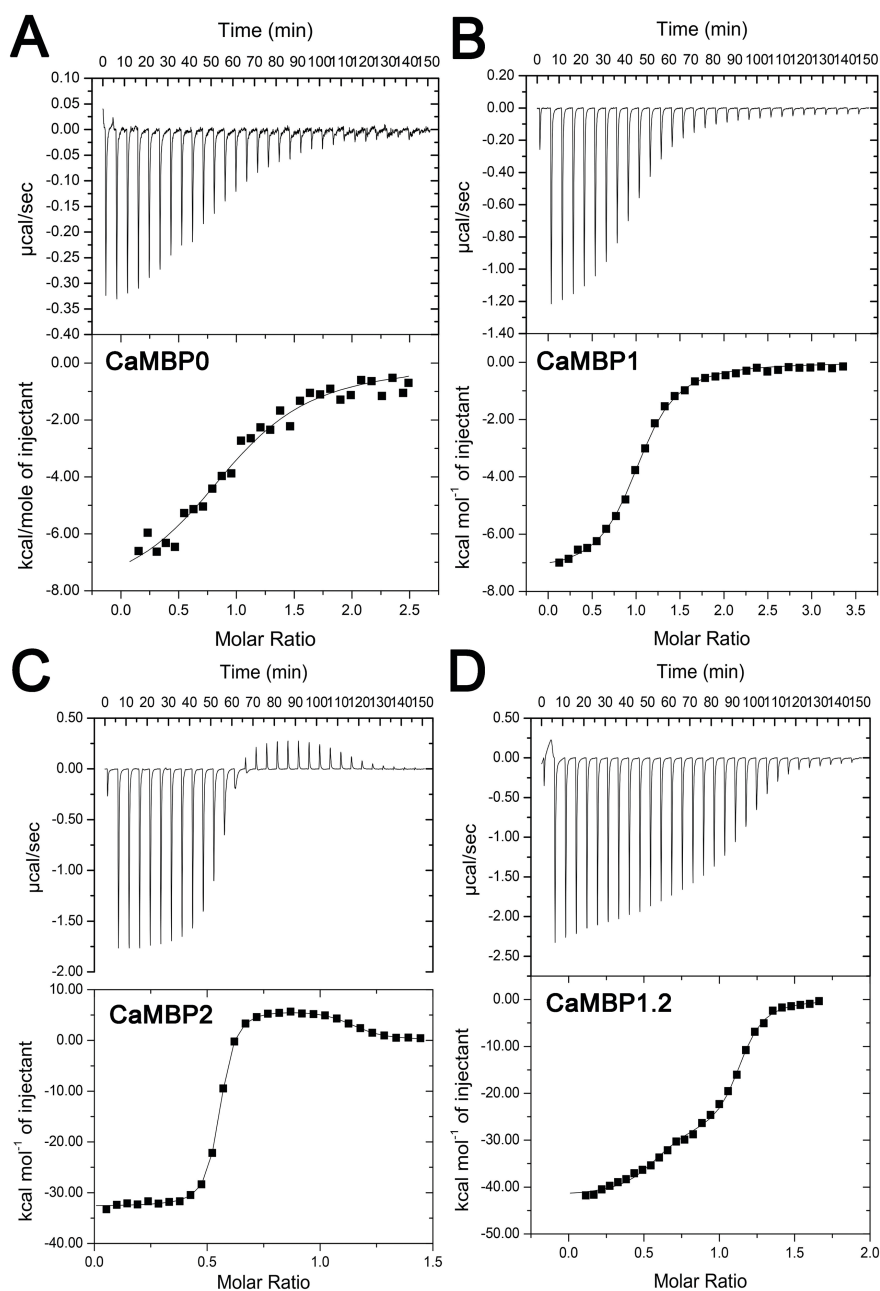 A
Time (min)
0 10 20 30 40 50 60 70 80 90 100 110 120 130 140 150
0.10
0.05
0.00
-0.05
-0.10
-0.15
-0.20
-0.25
-0.30
-0.35
-0.40
µcal/sec
CaMBP0
0.00
-2.00
-4.00
-6.00
-8.00
kcal/mole of injectant
0.0 0.5 1.0 1.5 2.0 2.5
Molar Ratio
B
Time (min)
0 10 20 30 40 50 60 70 80 90 100 110 120 130 140 150
0.20
0.00
-0.20
-0.40
-0.60
-0.80
-1.00
-1.20
-1.40
µcal/sec
CaMBP1
0.00
-2.00
-4.00
-6.00
-8.00
kcal mol⁻¹ of injectant
0.0 0.5 1.0 1.5 2.0 2.5 3.0 3.5
Molar Ratio
C
Time (min)
0 10 20 30 40 50 60 70 80 90 100 110 120 130 140 150
0.50
0.00
-0.50
-1.00
-1.50
-2.00
µcal/sec
CaMBP2
10.00
0.00
-10.00
-20.00
-30.00
-40.00
kcal mol⁻¹ of injectant
0.0 0.5 1.0 1.5
Molar Ratio
D
Time (min)
0 10 20 30 40 50 60 70 80 90 100 110 120 130 140 150
0.50
0.00
-0.50
-1.00
-1.50
-2.00
-2.50
µcal/sec
CaMBP1.2
0.00
-10.00
-20.00
-30.00
-40.00
-50.00
kcal mol⁻¹ of injectant
0.0 0.5 1.0 1.5 2.0
Molar Ratio